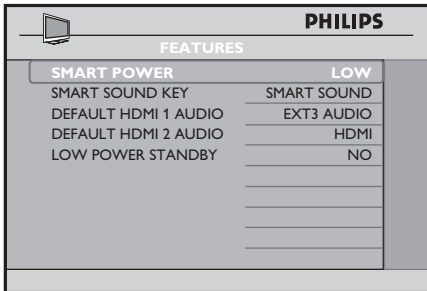 PHILIPS
FEATURES
SMART POWER LOW
SMART SOUND KEY SMART SOUND
DEFAULT HDMI 1 AUDIO EXT3 AUDIO
DEFAULT HDMI 2 AUDIO HDMI
LOW POWER STANDBY NO